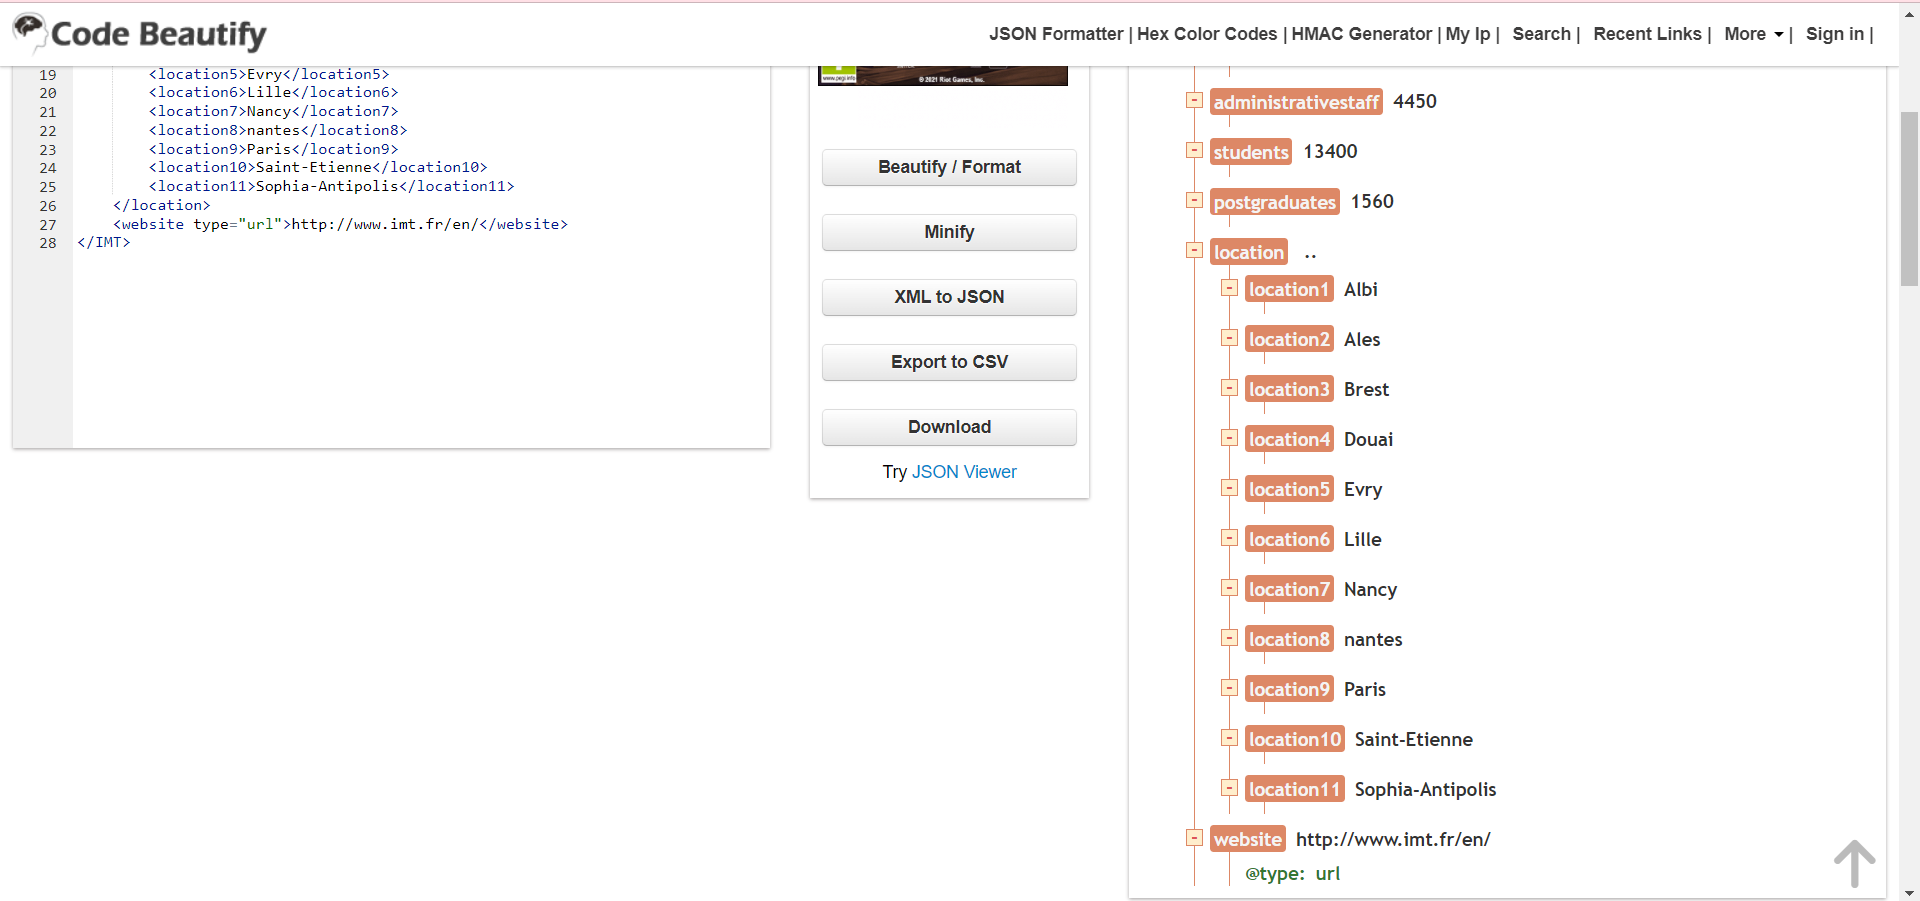 Code Beautify
JSON Formatter | Hex Color Codes | HMAC Generator | My Ip | Search | Recent Links | More | Sign in |
19 <location5>Evry</location5>
20 <location6>Lille</location6>
21 <location7>Nancy</location7>
22 <location8>nantes</location8>
23 <location9>Paris</location9>
24 <location10>Saint-Etienne</location10>
25 <location11>Sophia-Antipolis</location11>
26 </location>
27 <website type="url">http://www.imt.fr/en/</website>
28 </IMT>
www.pegi.info
© 2021 Riot Games, Inc.
Beautify / Format
Minify
XML to JSON
Export to CSV
Download
Try JSON Viewer
- administrativestaff 4450
- students 13400
- postgraduates 1560
- location ..
- location1 Albi
- location2 Ales
- location3 Brest
- location4 Douai
- location5 Evry
- location6 Lille
- location7 Nancy
- location8 nantes
- location9 Paris
- location10 Saint-Etienne
- location11 Sophia-Antipolis
- website http://www.imt.fr/en/
@type: url